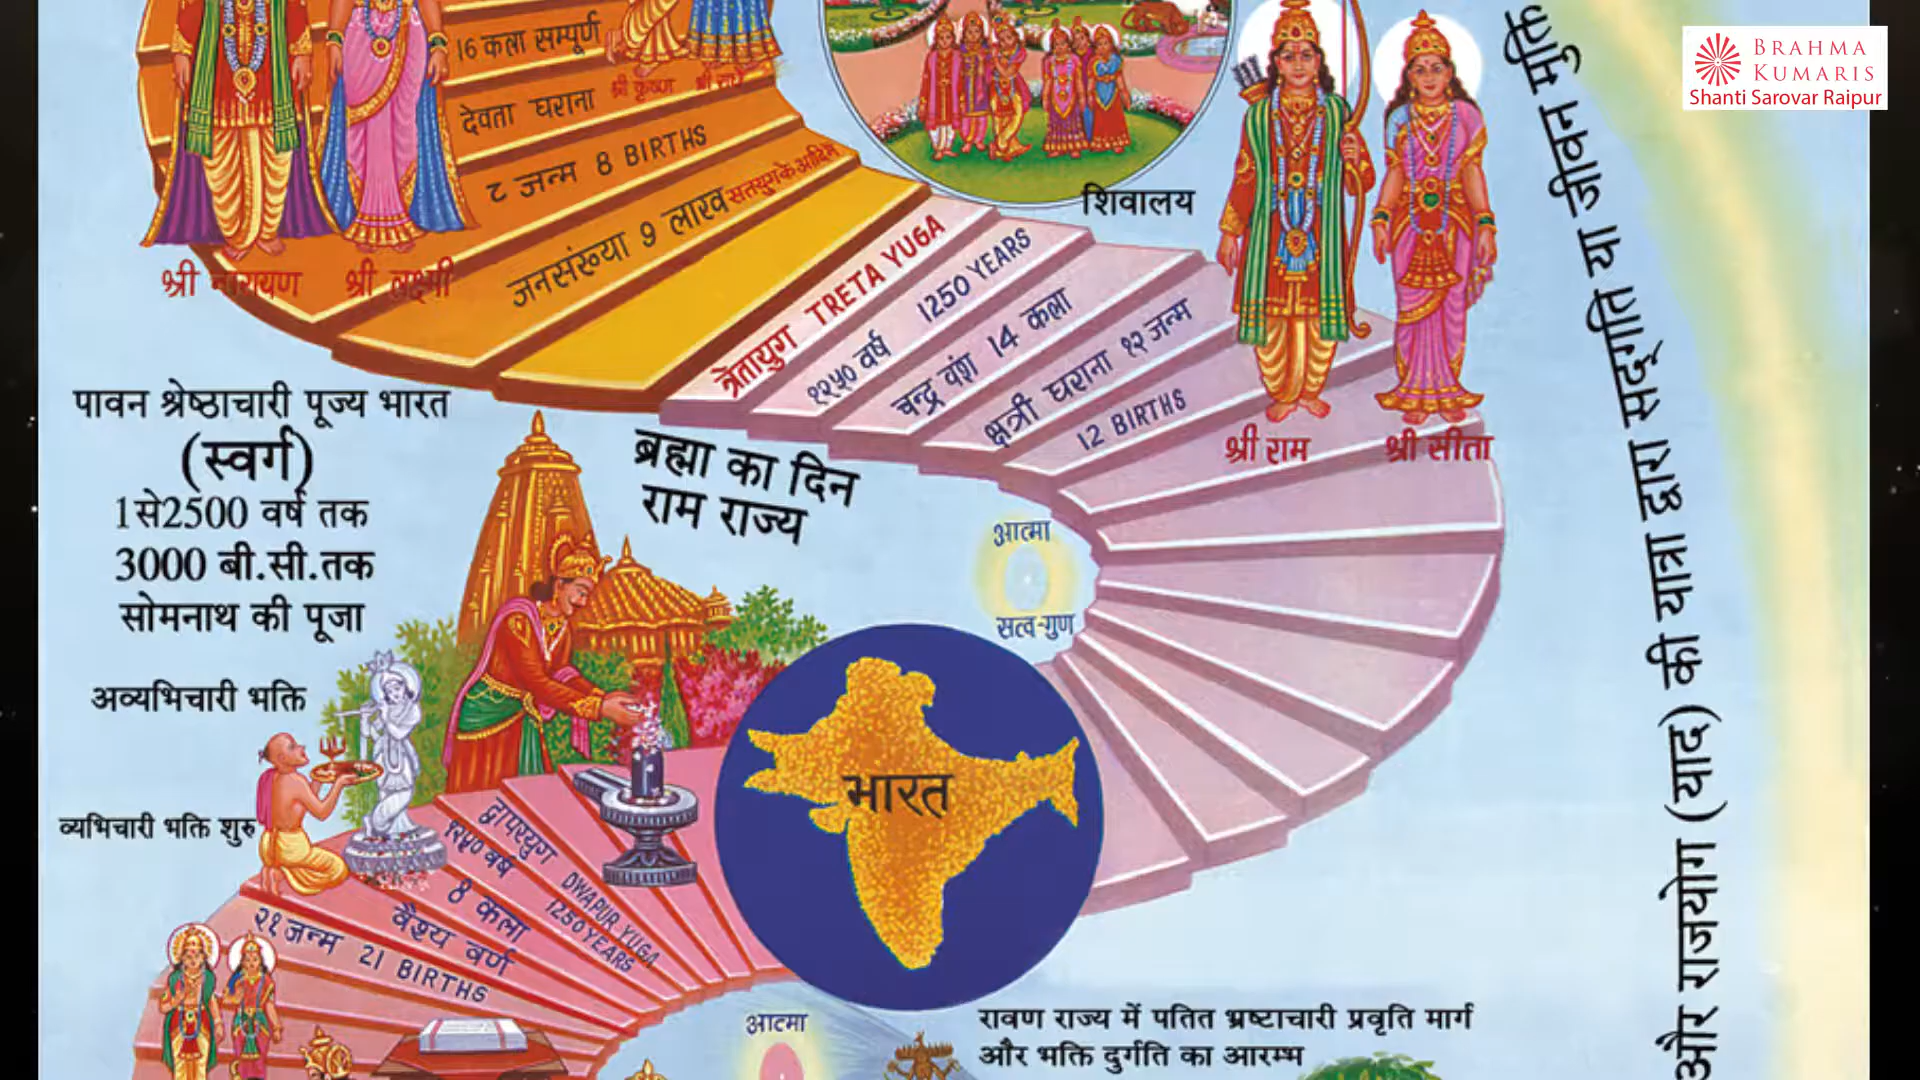 BRAHMA
KUMARIS
Shanti Sarovar Raipur
16 कला सम्पूर्ण
श्री कृष्ण श्री राधे
देवता घराना
८ जन्म 8 BIRTHS
जनसंख्या 9 लाख सतयुग के आदि में
श्री नारायण श्री लक्ष्मी
शिवालय
त्रेतायुग TRETA YUGA
१२५० वर्ष 1250 YEARS
चन्द्र वंश 14 कला
क्षत्री घराना १२ जन्म
12 BIRTHS
श्री राम श्री सीता
पावन श्रेष्ठाचारी पूज्य भारत
(स्वर्ग)
1से2500 वर्ष तक
3000 बी.सी.तक
सोमनाथ की पूजा
ब्रह्मा का दिन
राम राज्य
आत्मा
सत्व-गुण
अव्यभिचारी भक्ति
व्यभिचारी भक्ति शुरु
भारत
द्वापरयुग DWAPUR YUGA
१२५० वर्ष 1250 YEARS
8 कला
वैश्य वर्ण
२१ जन्म 21 BIRTHS
आत्मा
रावण राज्य में पतित भ्रष्टाचारी प्रवृति मार्ग
और भक्ति दुर्गति का आरम्भ
और राजयोग (याद) की यात्रा द्वारा सद्गति या जीवन मुक्ति